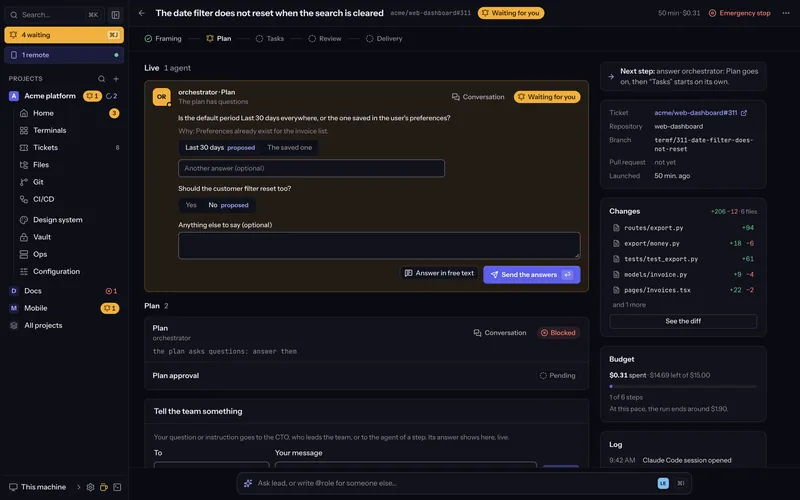 Search... ⌘K
4 waiting ⌘J
1 remote
PROJECTS
A Acme platform 1 2
Home 3
Terminals
Tickets 8
Files
Git
CI/CD
Design system
Vault
Ops
Configuration
D Docs 1
M Mobile 1
All projects
This machine
The date filter does not reset when the search is cleared acme/web-dashboard#311 Waiting for you
50 min · $0.31 Emergency stop
Framing Plan Tasks Review Delivery
Live 1 agent
OR orchestrator · Plan
The plan has questions
Conversation Waiting for you
Is the default period Last 30 days everywhere, or the one saved in the user's preferences?
Why: Preferences already exist for the invoice list.
Last 30 days proposed The saved one
Another answer (optional)
Should the customer filter reset too?
Yes No proposed
Anything else to say (optional)
Answer in free text Send the answers
Plan 2
Plan
orchestrator
Conversation Blocked
the plan asks questions: answer them
Plan approval Pending
Tell the team something
Your question or instruction goes to the CTO, who leads the team, or to the agent of a step. Its answer shows here, live.
To Your message
Ask lead, or write @role for someone else... LE ⌘I
Next step: answer orchestrator: Plan goes
on, then "Tasks" starts on its own.
Ticket acme/web-dashboard#311
Repository web-dashboard
Branch termf/311-date-filter-does-
not-reset
Pull request not yet
Launched 50 min. ago
Changes +206 −12 · 6 files
routes/export.py +94
export/money.py +18 −6
tests/test_export.py +61
models/invoice.py +9 −4
pages/Invoices.tsx +22 −2
and 1 more
See the diff
Budget
$0.31 spent · $14.69 left of $15.00
1 of 6 steps
At this pace, the run ends around $1.90.
Log
9:42 AM Claude Code session opened